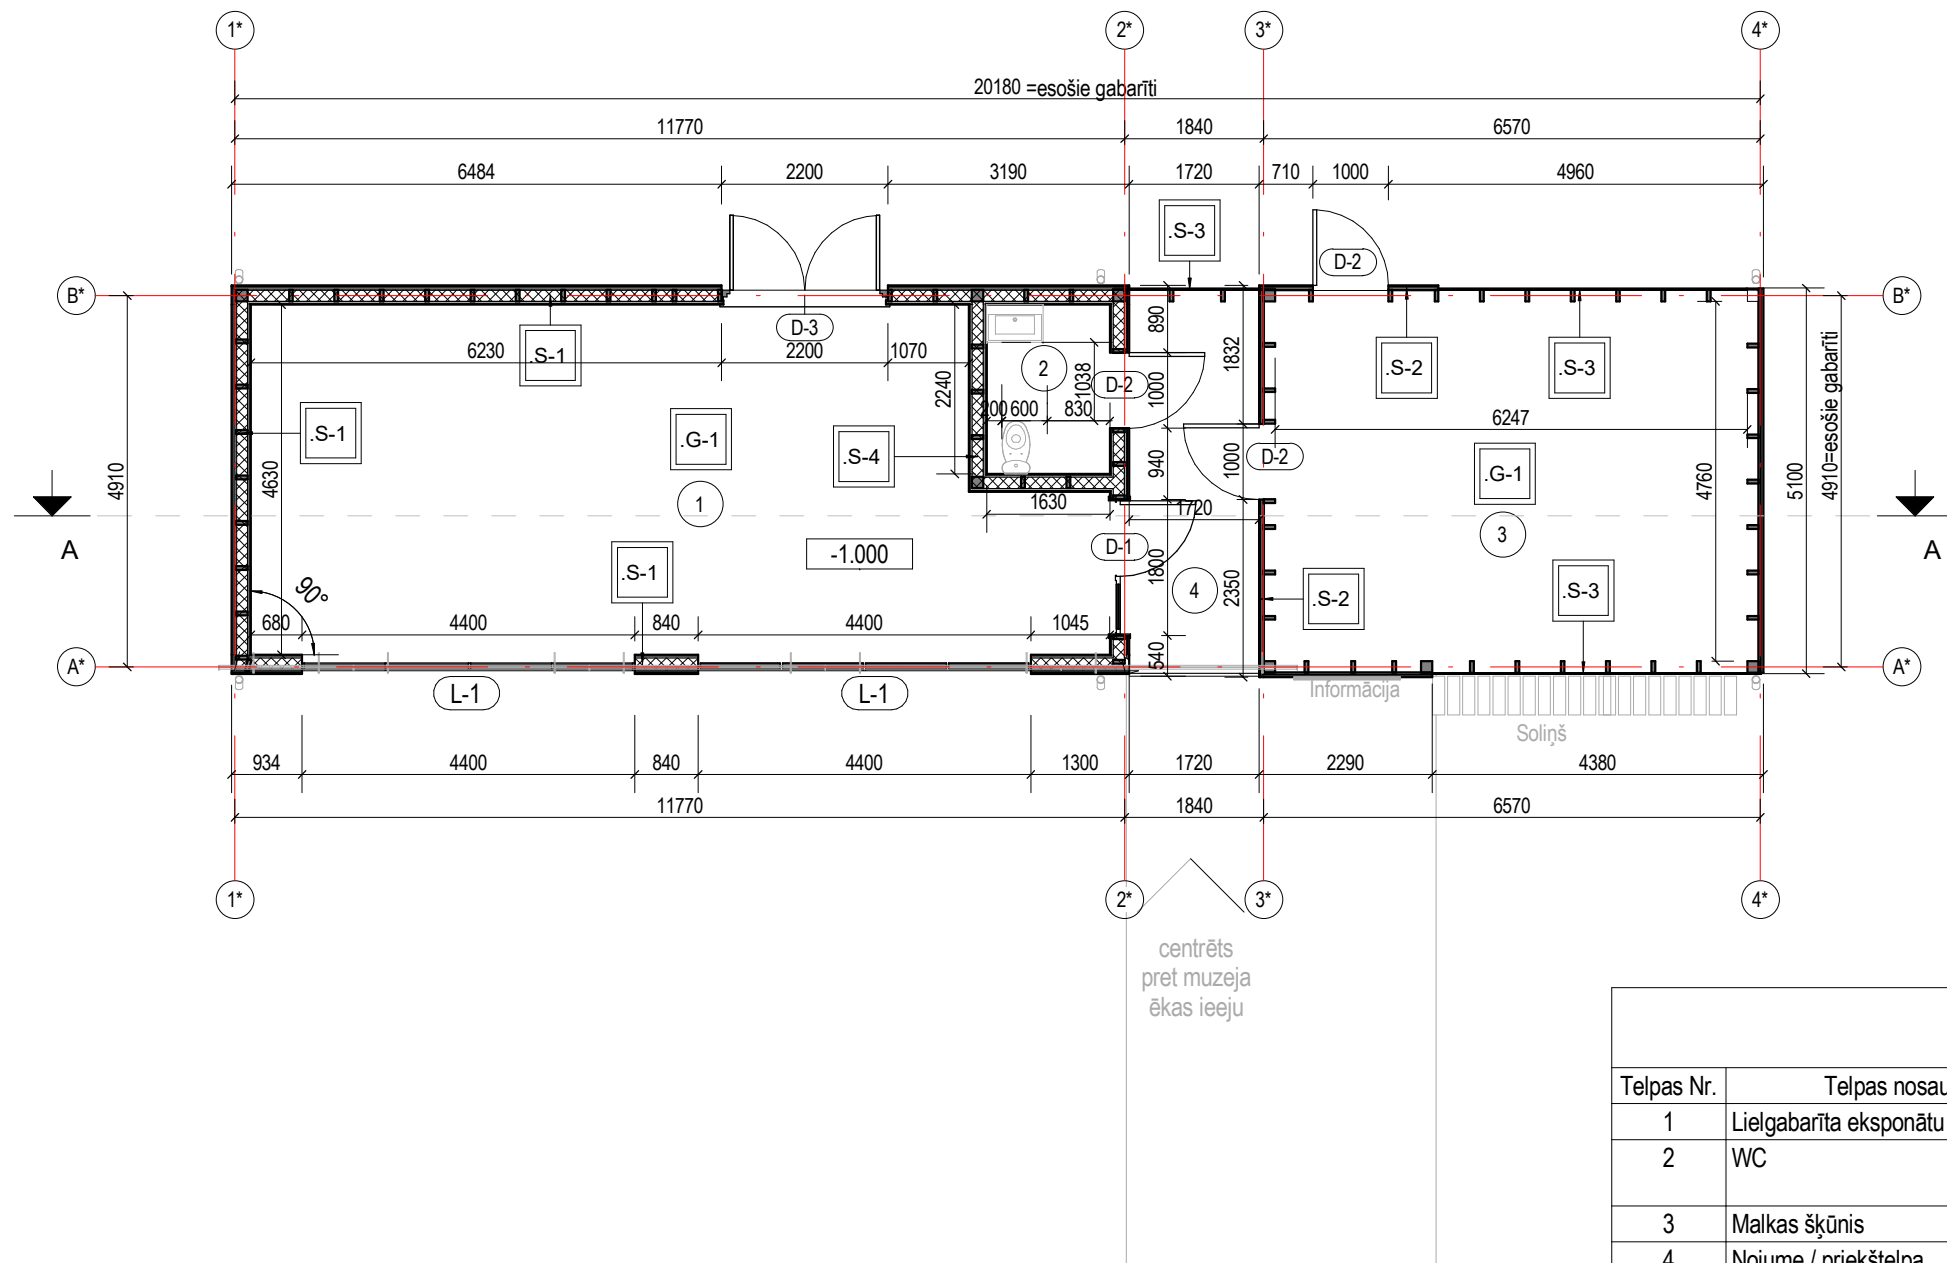 1*
2*
3*
4*
20180 =esošie gabarīti
11770
1840
6570
6484
2200
3190
1720
710
1000
4960
.S-3
D-2
B*
B*
D-3
.S-1
6230
2200
1070
2
D-2
890
1832
.S-2
.S-3
4910=esošie gabarīti
2240
1038
1000
200
600
830
6247
.S-1
.G-1
.S-4
4910
4630
940
1000
D-2
.G-1
4760
5100
1
1630
1720
3
A
A
-1.000
D-1
1800
.S-1
4
2350
.S-2
.S-3
90°
680
4400
840
4400
1045
540
A*
A*
L-1
L-1
Informācija
Soliņš
934
4400
840
4400
1300
1720
2290
4380
11770
1840
6570
1*
2*
3*
4*
centrēts
pret muzeja
ēkas ieeju
Telpas Nr.
1 Lielgabarīta eksponātu
2 WC
3 Malkas šķūnis
4 Nojume / priekštelpa